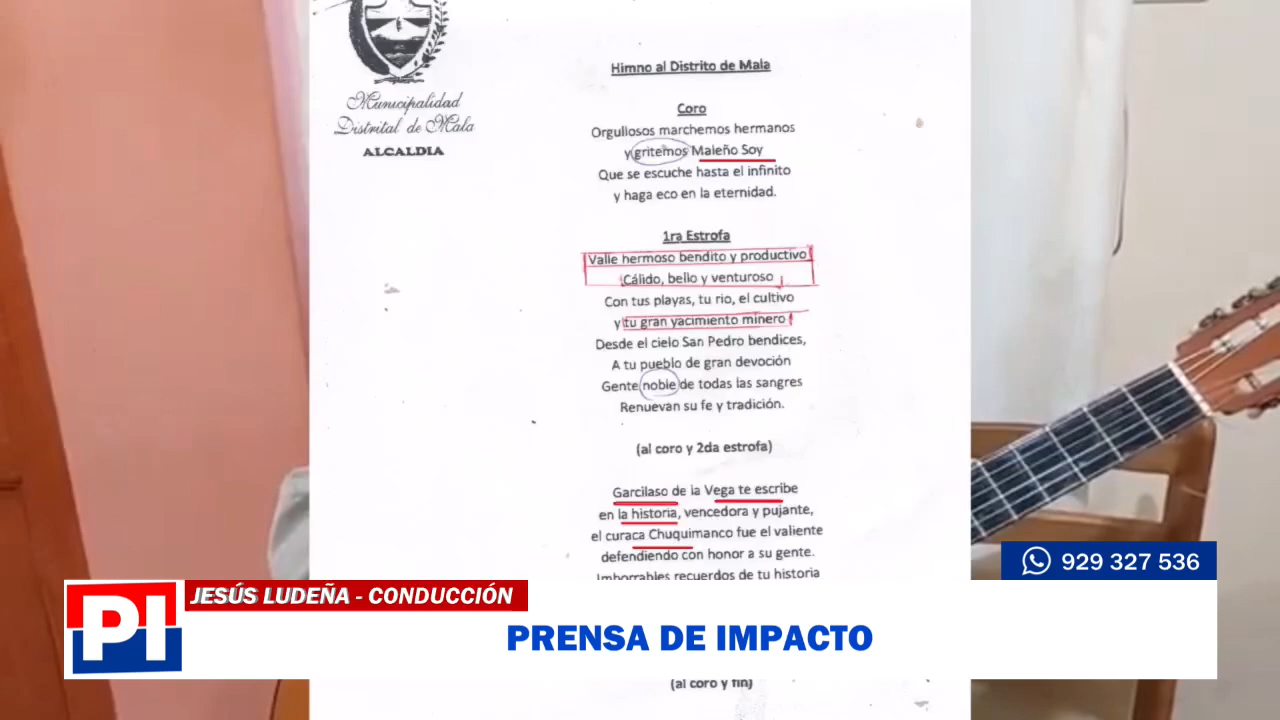 Municipalidad
Distrital de Mala
ALCALDIA
Himno al Distrito de Mala
Coro
Orgullosos marchemos hermanos
y gritemos Maleño Soy
Que se escuche hasta el infinito
y haga eco en la eternidad.
1ra Estrofa
Valle hermoso bendito y productivo
Cálido, bello y venturoso
Con tus playas, tu rio, el cultivo
y tu gran yacimiento minero
Desde el cielo San Pedro bendices,
A tu pueblo de gran devoción
Gente noble de todas las sangres
Renuevan su fe y tradición.
(al coro y 2da estrofa)
Garcilaso de la Vega te escribe
en la historia, vencedora y pujante,
el curaca Chuquimanco fue el valiente
defendiendo con honor a su gente.
Imborrables recuerdos de tu historia
929 327 536
PI
JESÚS LUDEÑA - CONDUCCIÓN
PRENSA DE IMPACTO
(al coro y fin)